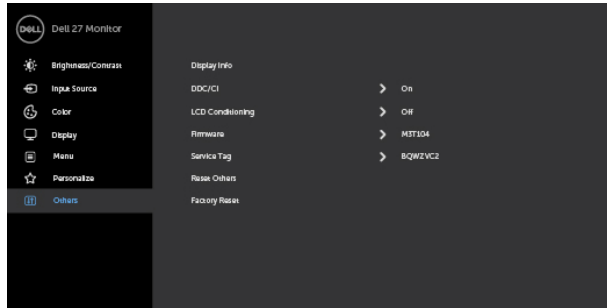 DELL Dell 27 Monitor
Brightness/Contrast Display Info
Input Source DDC/CI On
Color LCD Conditioning Off
Display Firmware M3T104
Menu Service Tag BQWZVC2
Personalize Reset Others
Others Factory Reset